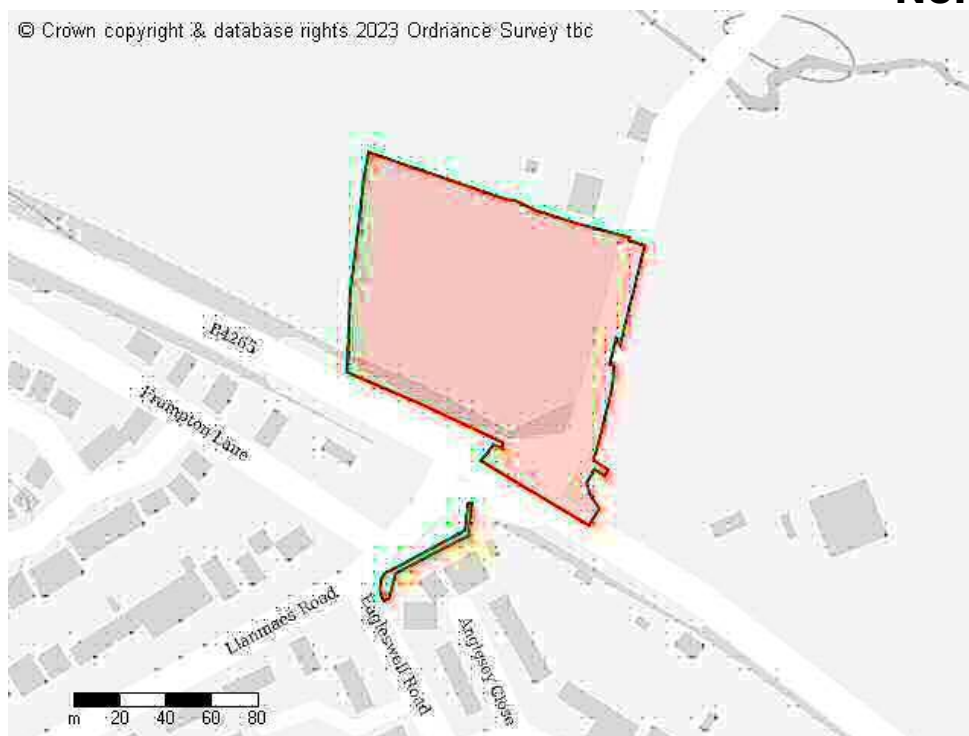 © Crown copyright & database rights 2023 Ordnance Survey tbc
B4265
Frampton Lane
Llanmaes Road
Eagleswell Road
Anglesey Close
m 20 40 60 80